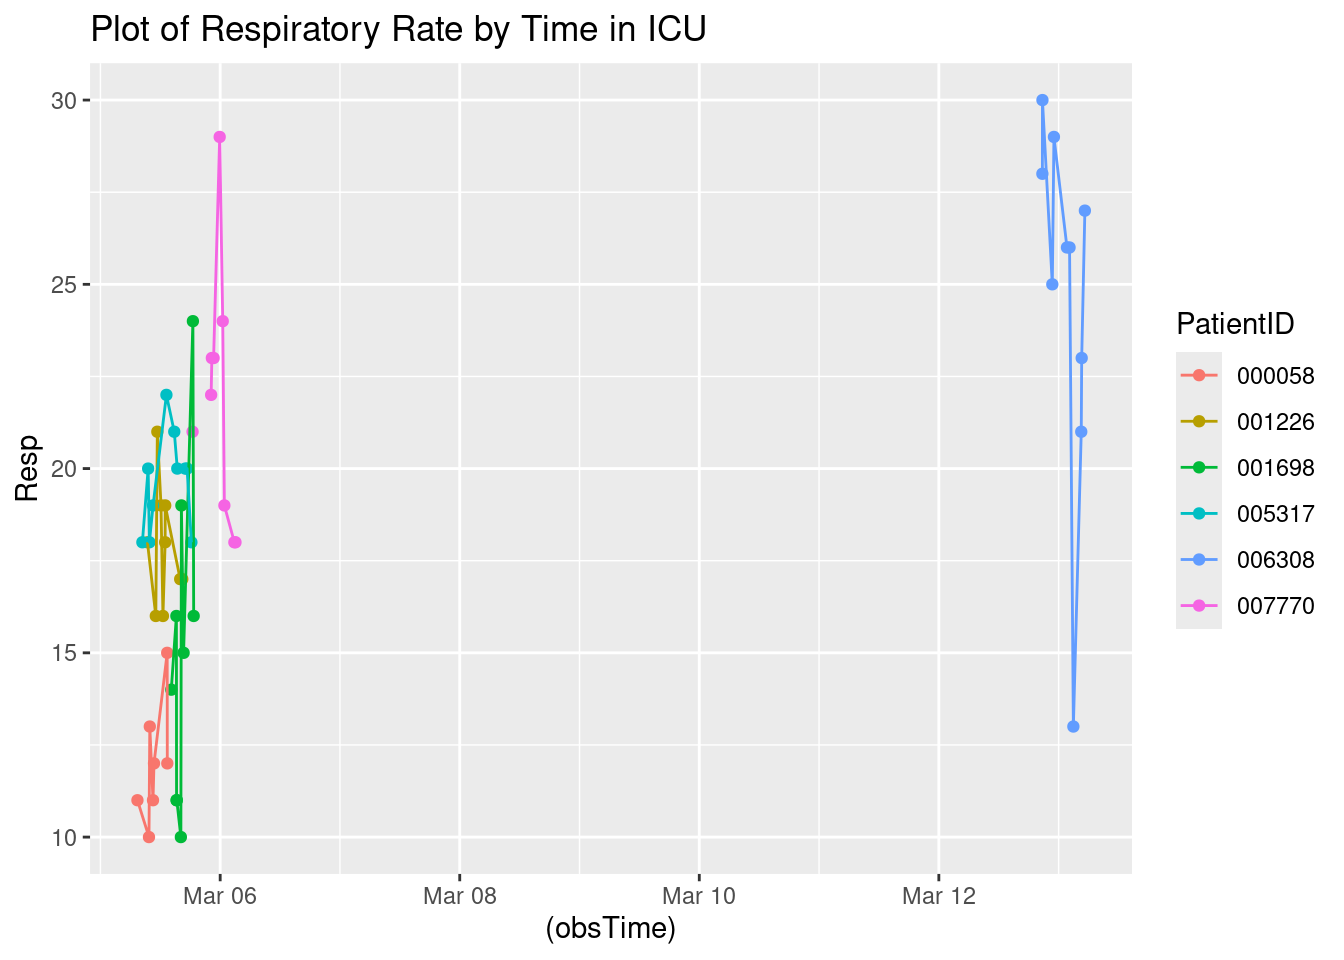 Plot of Respiratory Rate by Time in ICU
30
25
20
15
10
Resp
Mar 06
Mar 08
Mar 10
Mar 12
(obsTime)
PatientID
000058
001226
001698
005317
006308
007770